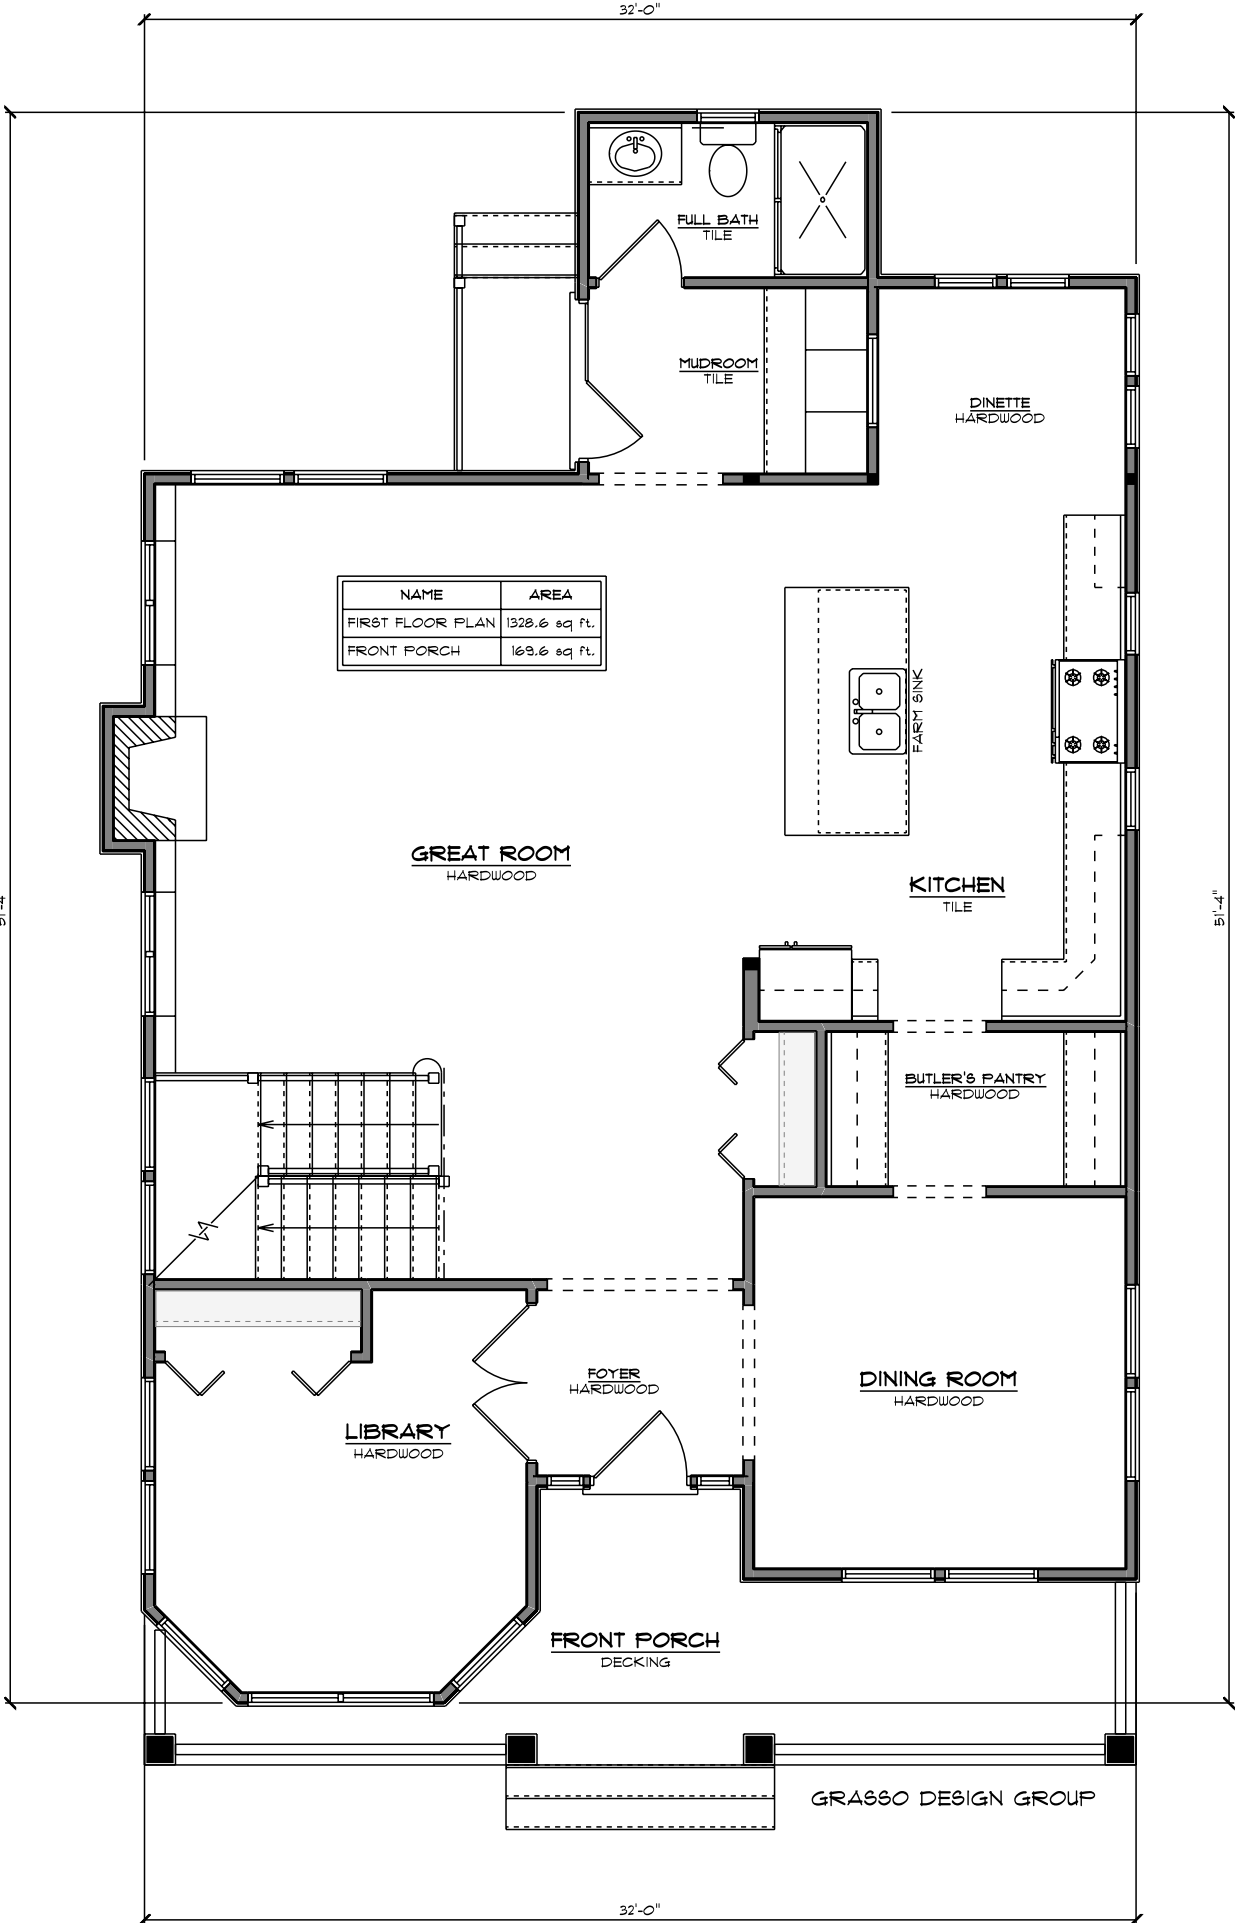 32'-0"
FULL BATH
TILE
MUDROOM
TILE
DINETTE
HARDWOOD
NAME AREA
FIRST FLOOR PLAN 1328.6 sq ft.
FRONT PORCH 169.6 sq ft.
FARM SINK
GREAT ROOM
HARDWOOD
KITCHEN
TILE
51'-4"
51'-4"
BUTLER'S PANTRY
HARDWOOD
FOYER
HARDWOOD
DINING ROOM
HARDWOOD
LIBRARY
HARDWOOD
FRONT PORCH
DECKING
GRASSO DESIGN GROUP
32'-0"